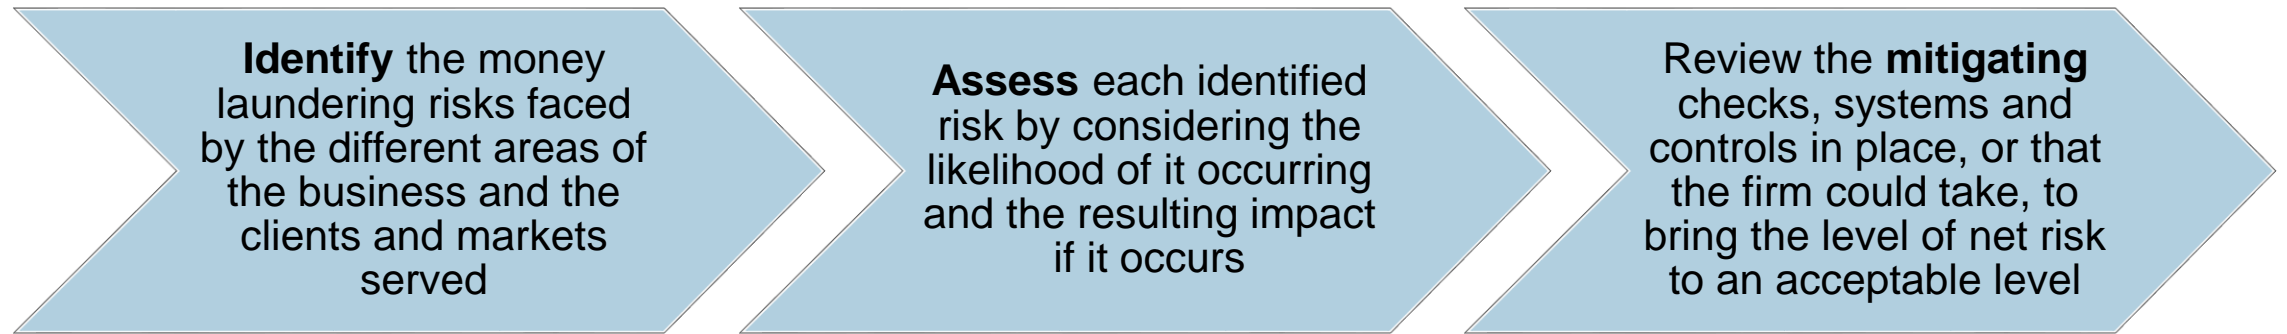 Identify the money
laundering risks faced
by the different areas of
the business and the
clients and markets
served
Assess each identified
risk by considering the
likelihood of it occurring
and the resulting impact
if it occurs
Review the mitigating
checks, systems and
controls in place, or that
the firm could take, to
bring the level of net risk
to an acceptable level